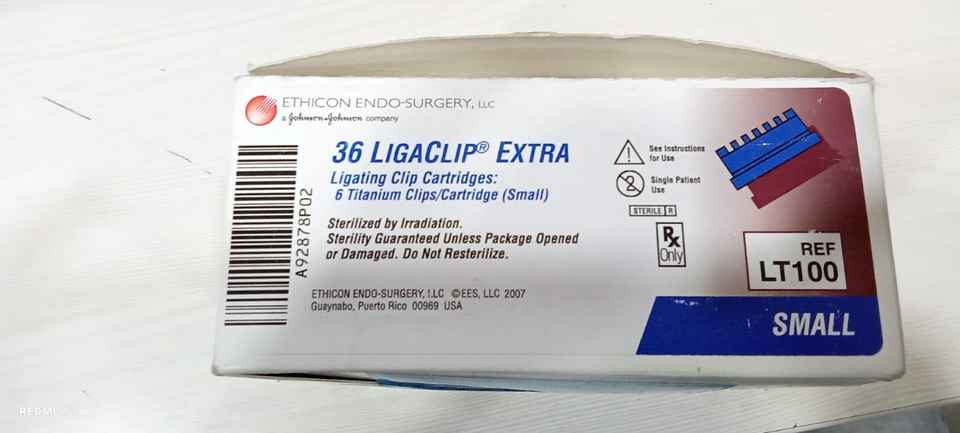 ETHICON ENDO-SURGERY, LLC
a Johnson & Johnson company
36 LIGACLIP® EXTRA
Ligating Clip Cartridges:
6 Titanium Clips/Cartridge (Small)
Sterilized by Irradiation.
Sterility Guaranteed Unless Package Opened
or Damaged. Do Not Resterilize.
ETHICON ENDO-SURGERY, LLC ©EES, LLC 2007
Guaynabo, Puerto Rico 00969 USA
A92878P02
See Instructions
for Use
Single Patient
Use
2
STERILE R
Rx
Only
REF
LT100
SMALL
REDMI